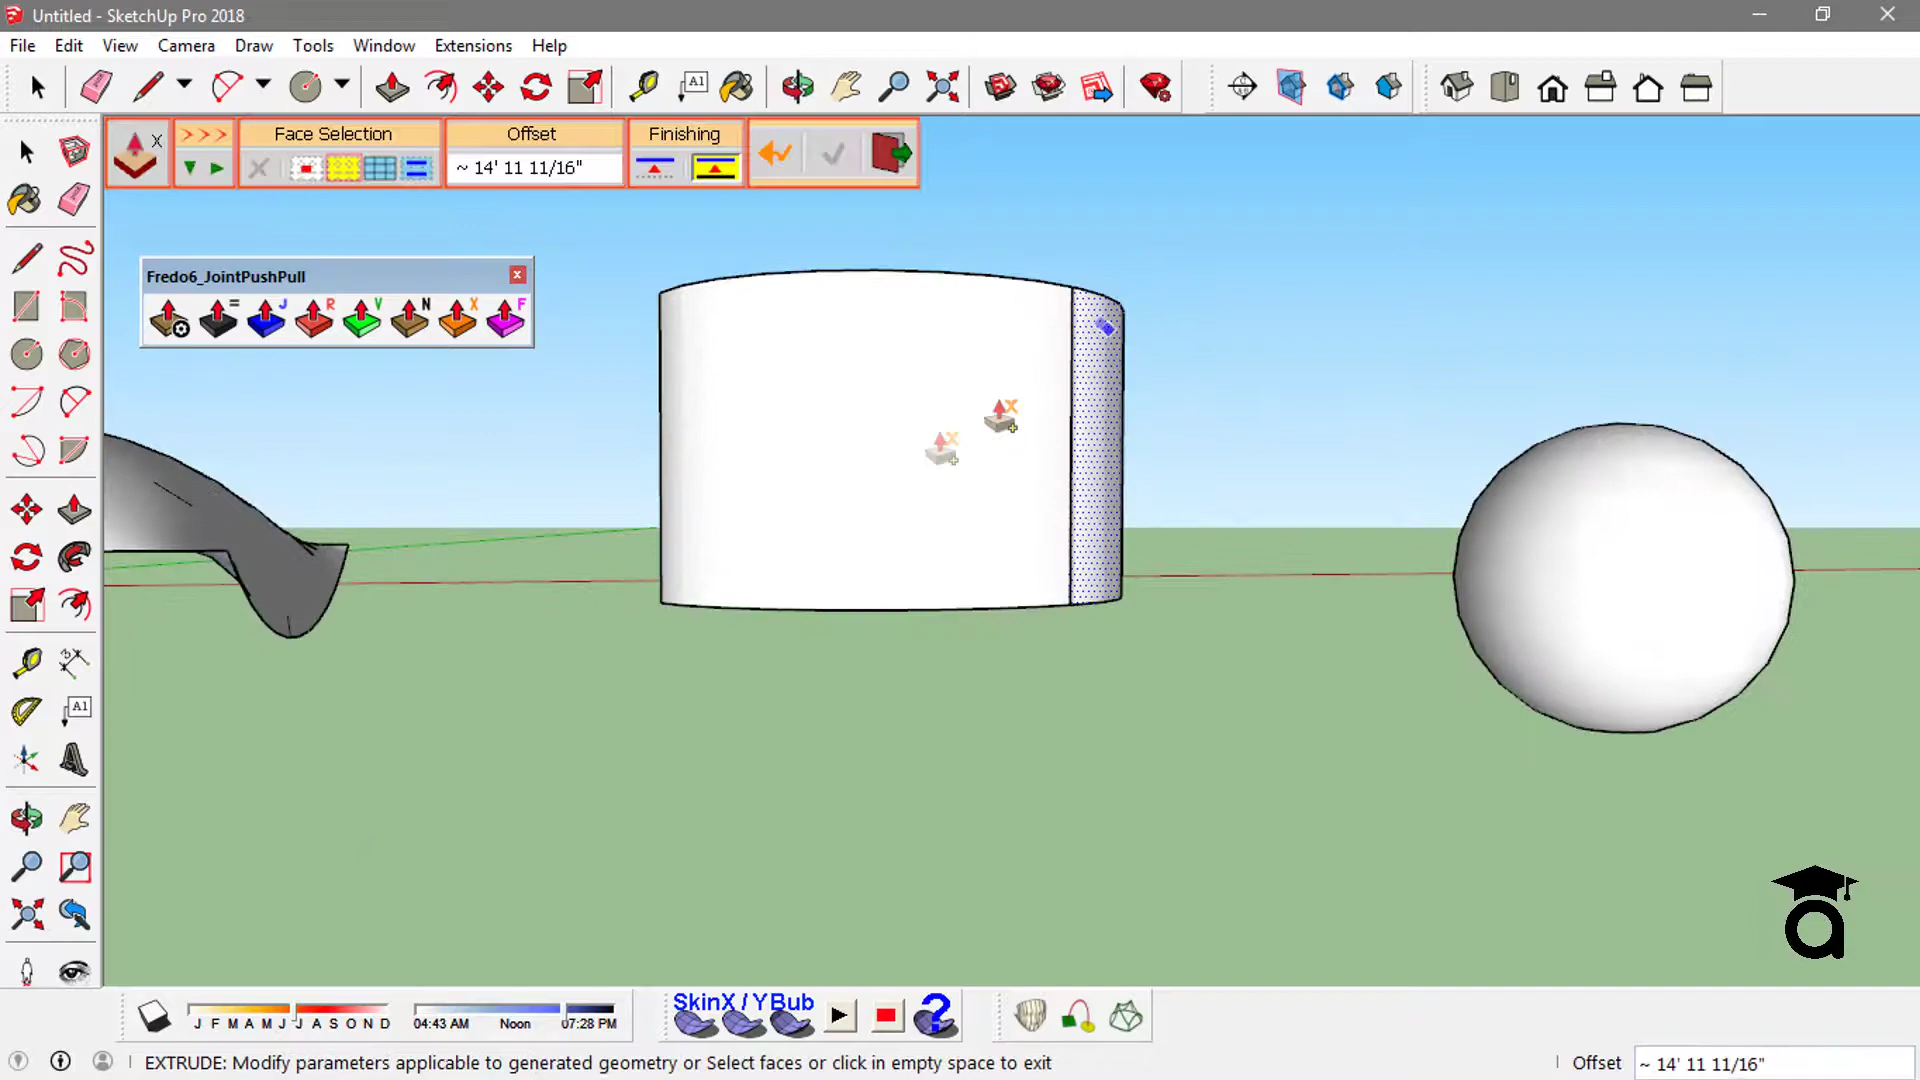 Untitled - SketchUp Pro 2018
File Edit View Camera Draw Tools Window Extensions Help
A1
X >>> Face Selection Offset Finishing
~ 14' 11 11/16"
Fredo6_JointPushPull x
= J R V N X F
X
X
A1
SkinX / YBub
J F M A M J J A S O N D 04:43 AM Noon 07:28 PM ?
EXTRUDE: Modify parameters applicable to generated geometry or Select faces or click in empty space to exit Offset ~ 14' 11 11/16"